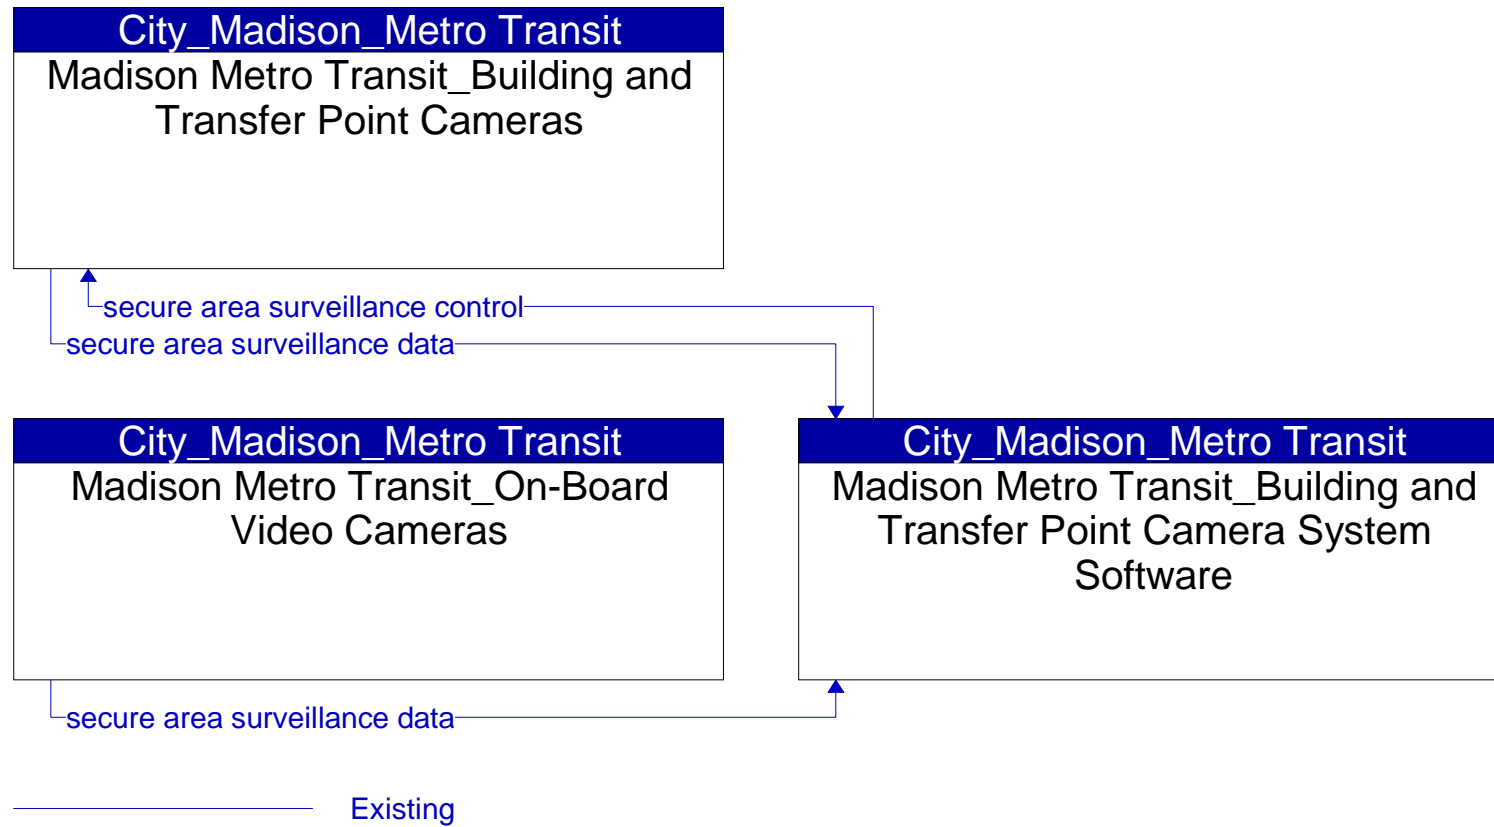 City_Madison_Metro Transit
Madison Metro Transit_Building and
Transfer Point Cameras
secure area surveillance control
secure area surveillance data
City_Madison_Metro Transit
Madison Metro Transit_On-Board
Video Cameras
City_Madison_Metro Transit
Madison Metro Transit_Building and
Transfer Point Camera System
Software
secure area surveillance data
Existing